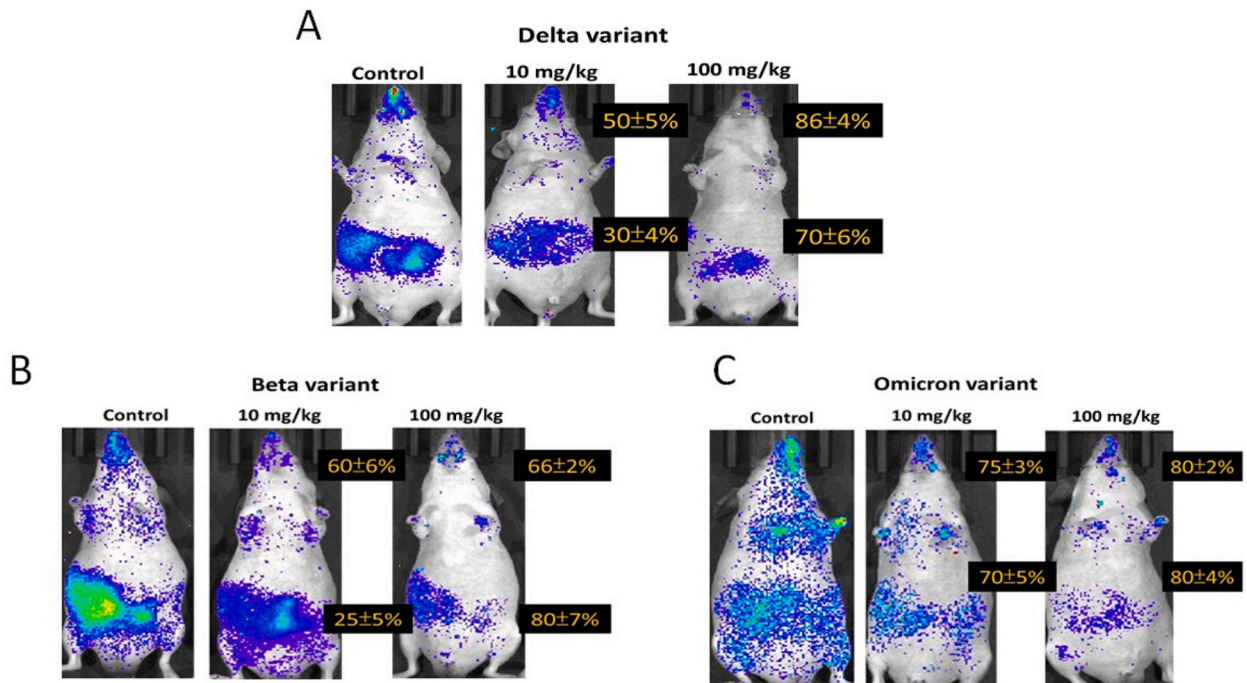 A
Delta variant
Control
10 mg/kg
100 mg/kg
50±5%
86±4%
30±4%
70±6%
B
Beta variant
Control
10 mg/kg
100 mg/kg
60±6%
66±2%
25±5%
80±7%
C
Omicron variant
Control
10 mg/kg
100 mg/kg
75±3%
80±2%
70±5%
80±4%